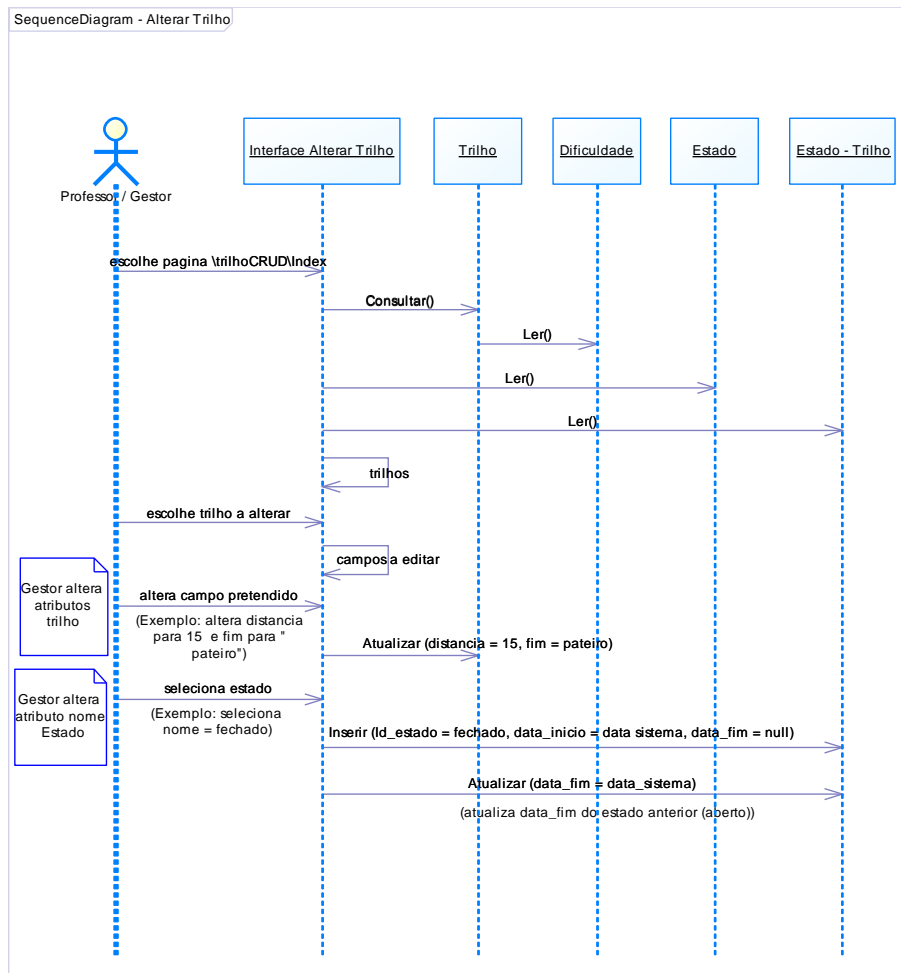 SequenceDiagram - Alterar Trilho
Interface Alterar Trilho
Trilho
Dificuldade
Estado
Estado - Trilho
Professor / Gestor
escolhe pagina \trilhoCRUD\Index
Consultar()
Ler()
Ler()
Ler()
trilhos
escolhe trilho a alterar
campos a editar
Gestor altera
atributos
trilho
altera campo pretendido
(Exemplo: altera distancia
para 15 e fim para "
pateiro")
Atualizar (distancia = 15, fim = pateiro)
Gestor altera
atributo nome
Estado
seleciona estado
(Exemplo: seleciona
nome = fechado)
Inserir (Id_estado = fechado, data_inicio = data sistema, data_fim = null)
Atualizar (data_fim = data_sistema)
(atualiza data_fim do estado anterior (aberto))